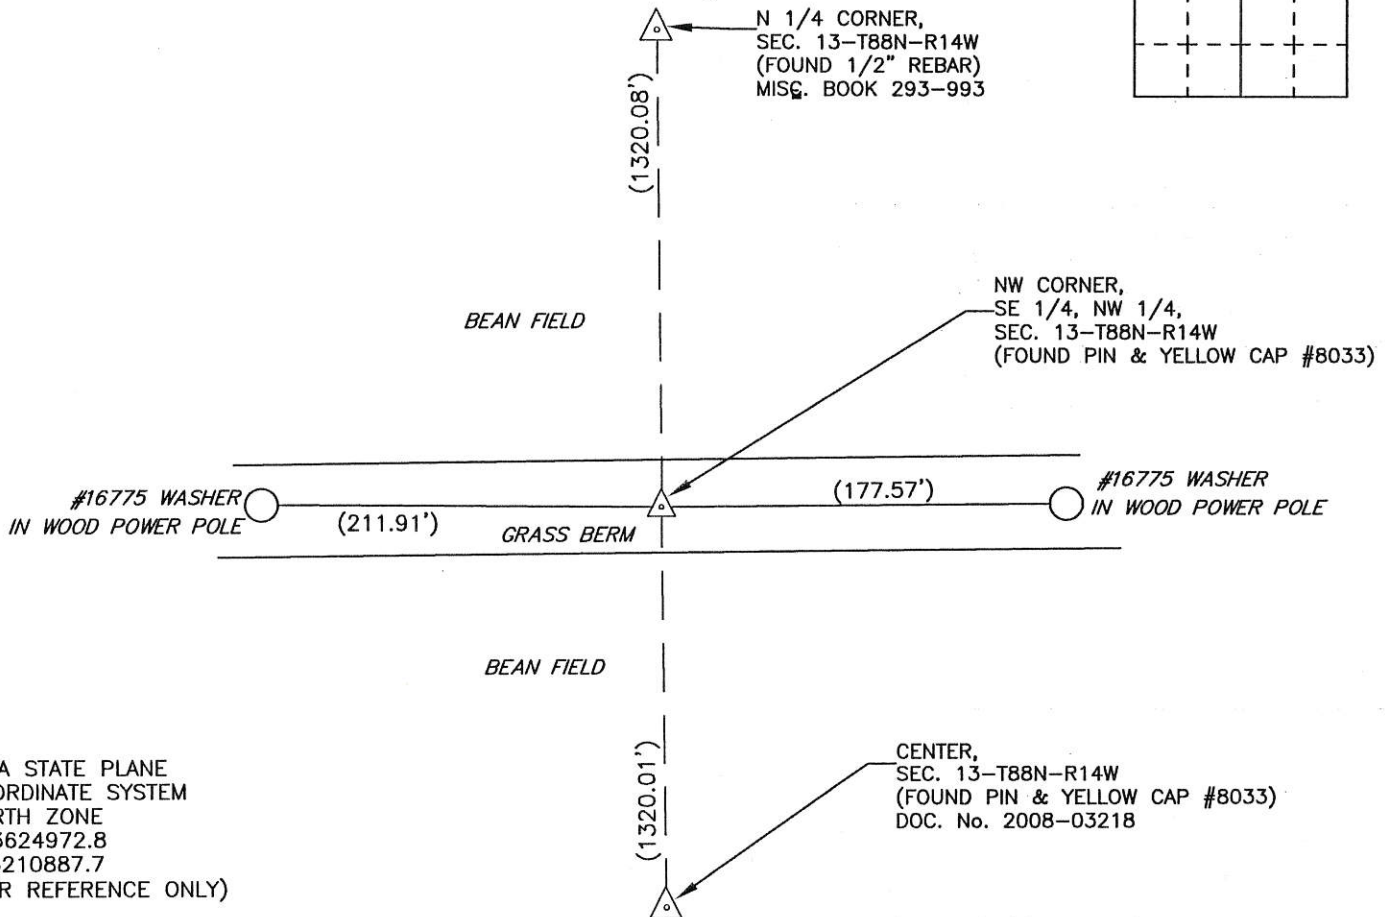 N 1/4 CORNER,
SEC. 13-T88N-R14W
(FOUND 1/2" REBAR)
MISC. BOOK 293-993
(1320.08')
BEAN FIELD
NW CORNER,
SE 1/4, NW 1/4,
SEC. 13-T88N-R14W
(FOUND PIN & YELLOW CAP #8033)
#16775 WASHER
IN WOOD POWER POLE
(211.91')
GRASS BERM
(177.57')
#16775 WASHER
IN WOOD POWER POLE
BEAN FIELD
(1320.01')
CENTER,
SEC. 13-T88N-R14W
(FOUND PIN & YELLOW CAP #8033)
DOC. No. 2008-03218
A STATE PLANE
ORDINATE SYSTEM
RTH ZONE
3624972.8
5210887.7
R REFERENCE ONLY)